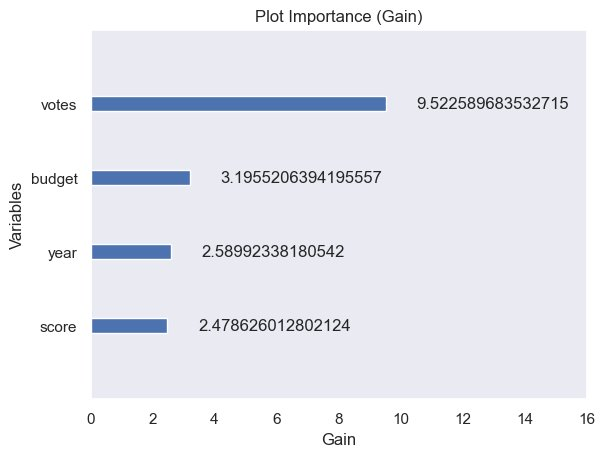 Plot Importance (Gain)
votes
9.522589683532715
budget
3.1955206394195557
year
2.58992338180542
score
2.478626012802124
Variables
0 2 4 6 8 10 12 14 16
Gain